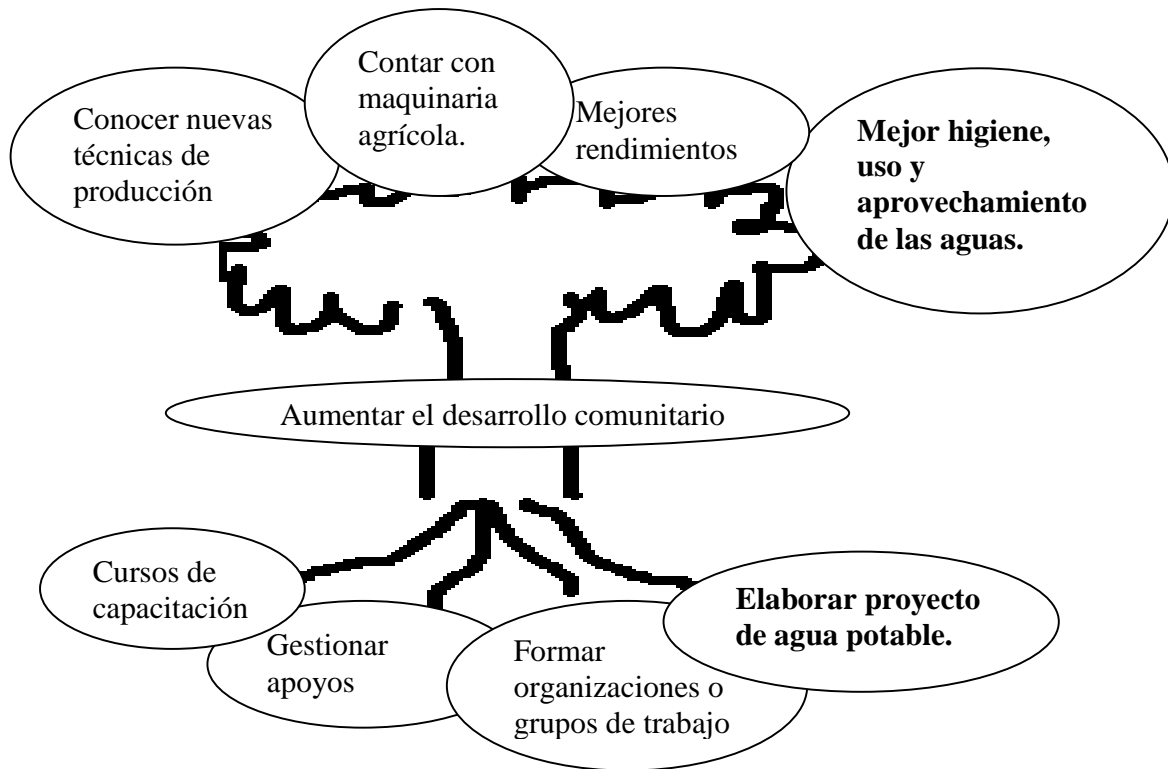 Conocer nuevas
técnicas de
producción
Contar con
maquinaria
agrícola.
Mejores
rendimientos
Mejor higiene,
uso y
aprovechamiento
de las aguas.
Aumentar el desarrollo comunitario
Cursos de
capacitación
Gestionar
apoyos
Formar
organizaciones o
grupos de trabajo
Elaborar proyecto
de agua potable.